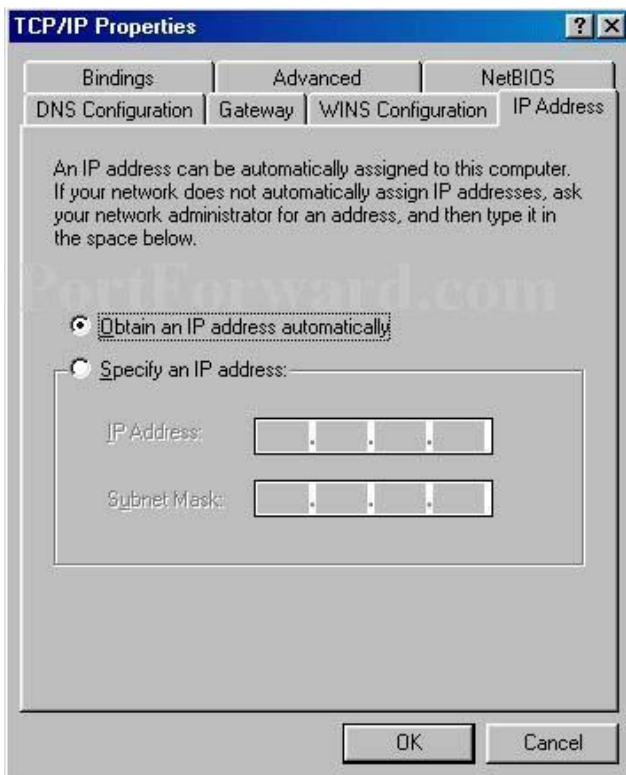 TCP/IP Properties
Bindings
Advanced
NetBIOS
DNS Configuration
Gateway
WINS Configuration
IP Address
An IP address can be automatically assigned to this computer.
If your network does not automatically assign IP addresses, ask
your network administrator for an address, and then type it in
the space below.
PortForward.com
Obtain an IP address automatically
Specify an IP address:
IP Address:
Subnet Mask:
OK
Cancel